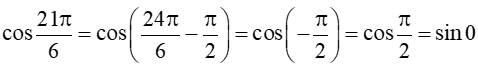 cos 21π/6 = cos(24π/6 − π/2) = cos(−π/2) = cos π/2 = sin 0